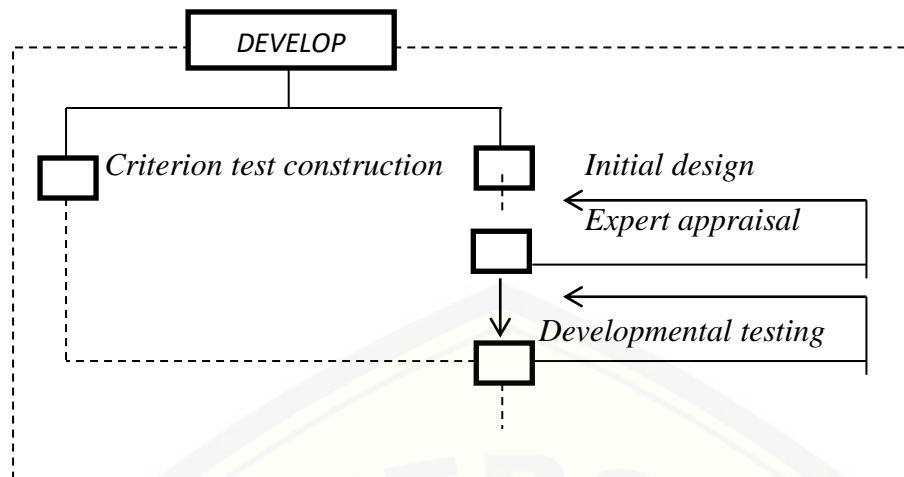 DEVELOP
Criterion test construction
Initial design
Expert appraisal
Developmental testing